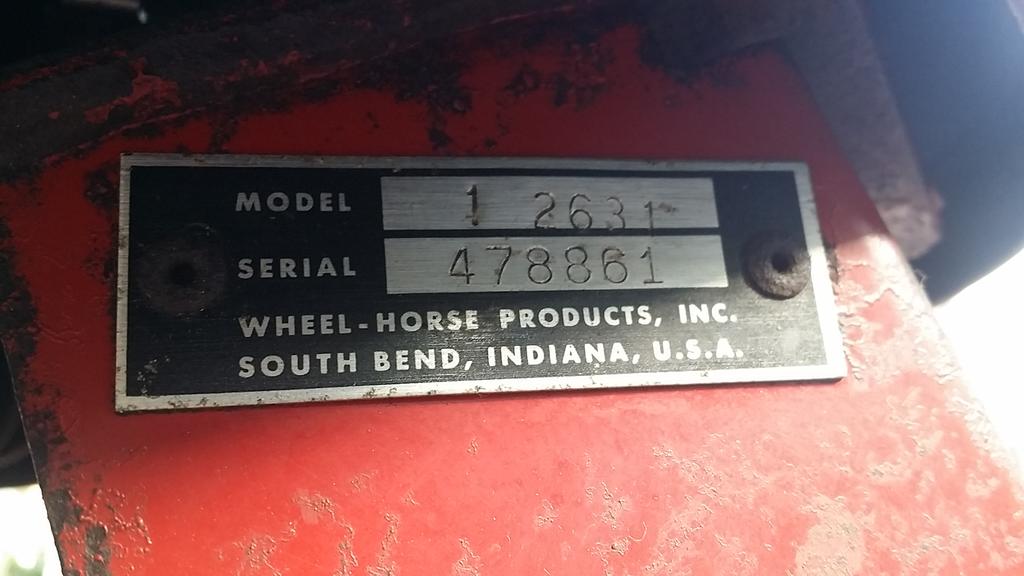 MODEL 1 2631
SERIAL 478861
WHEEL-HORSE PRODUCTS, INC.
SOUTH BEND, INDIANA, U.S.A.